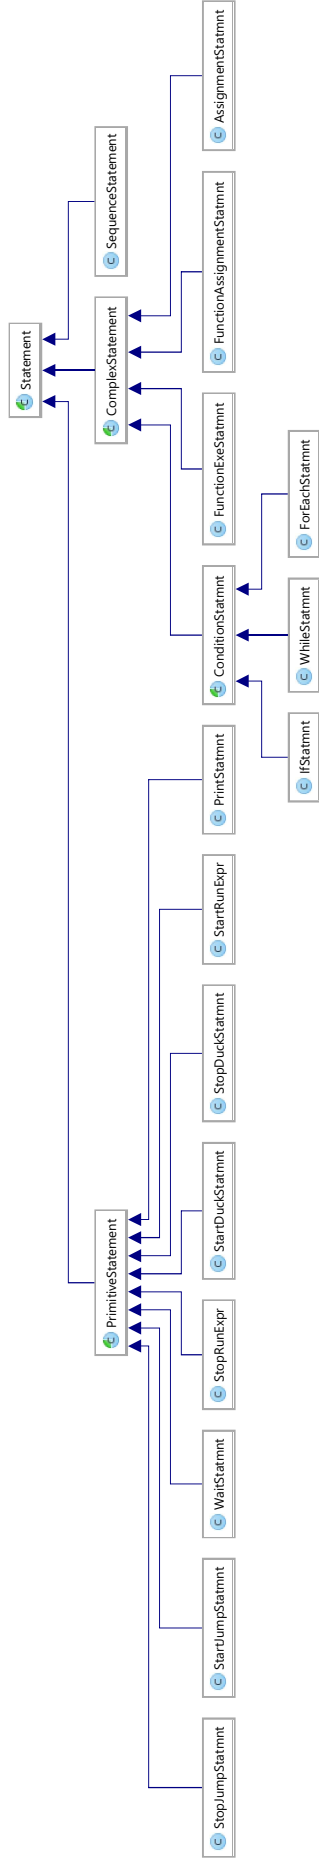 Statement
PrimitiveStatement
ComplexStatement
SequenceStatement
StopJumpStatmnt
StartJumpStatmnt
WaitStatmnt
StopRunExpr
StartDuckStatmnt
StopDuckStatmnt
StartRunExpr
PrintStatmnt
ConditionStatmnt
FunctionExeStatmnt
FunctionAssignmentStatmnt
AssignmentStatmnt
IfStatmnt
WhileStatmnt
ForEachStatmnt